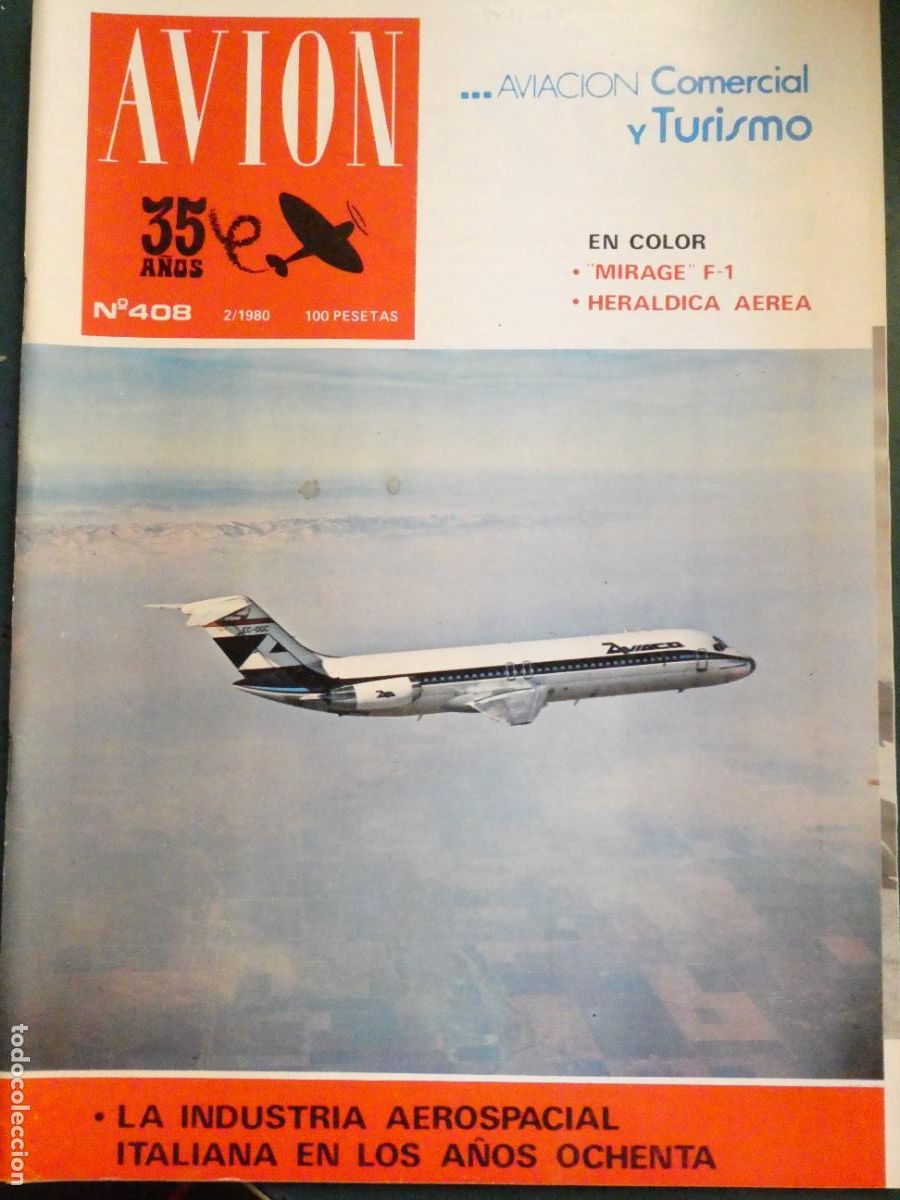 AVION
35
AÑOS
Nº408 2/1980 100 PESETAS
...AVIACION Comercial
Y Turismo
EN COLOR
• "MIRAGE" F-1
• HERALDICA AEREA
AVIACO
• LA INDUSTRIA AEROSPACIAL
ITALIANA EN LOS AÑOS OCHENTA
todocoleccion.net